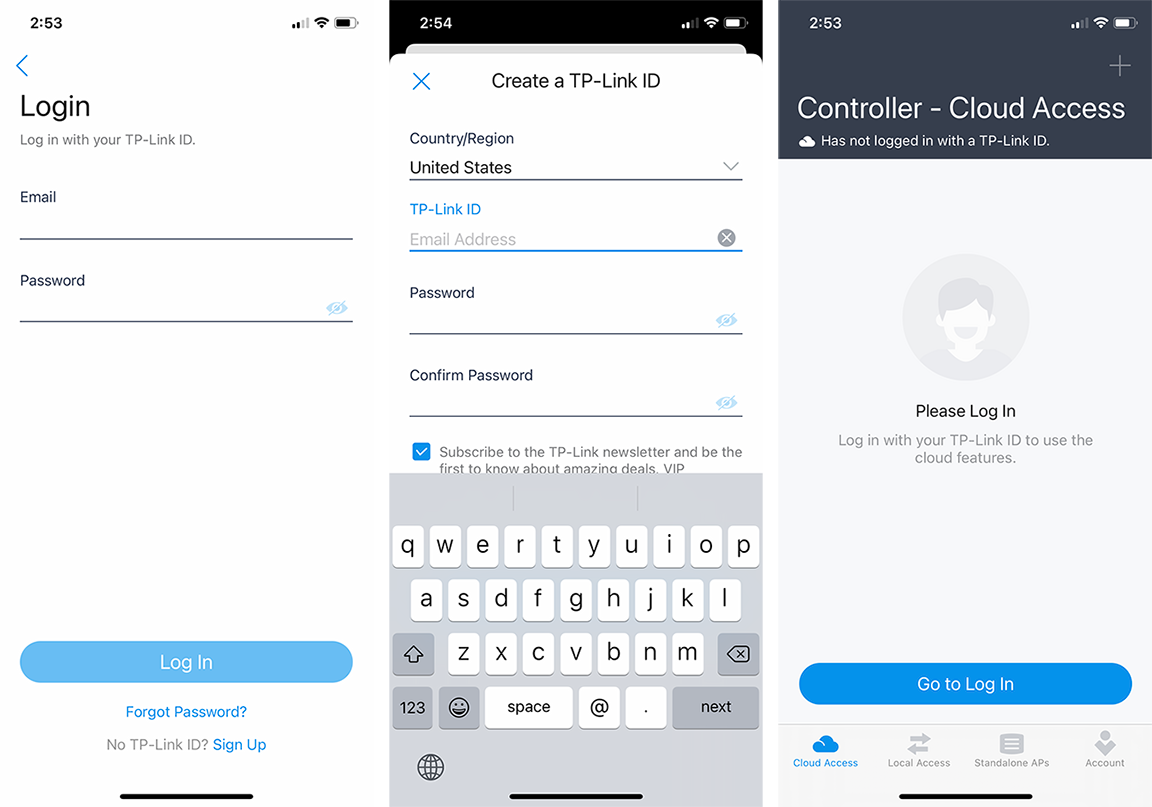 2:53
Login
Log in with your TP-Link ID.
Email
Password
Log In
Forgot Password?
No TP-Link ID? Sign Up
2:54
Create a TP-Link ID
Country/Region
United States
TP-Link ID
Email Address
Password
Confirm Password
Subscribe to the TP-Link newsletter and be the
first to know about amazing deals, VIP
q w e r t y u i o p
a s d f g h j k l
z x c v b n m
123 space @ . next
2:53
Controller - Cloud Access
Has not logged in with a TP-Link ID.
Please Log In
Log in with your TP-Link ID to use the
cloud features.
Go to Log In
Cloud Access Local Access Standalone APs Account